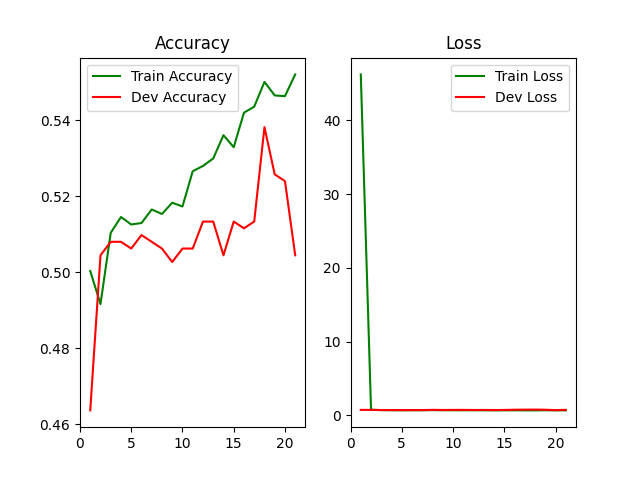 Accuracy
Train Accuracy
Dev Accuracy
0.54
0.52
0.50
0.48
0.46
0 5 10 15 20
Loss
Train Loss
Dev Loss
40
30
20
10
0
0 5 10 15 20